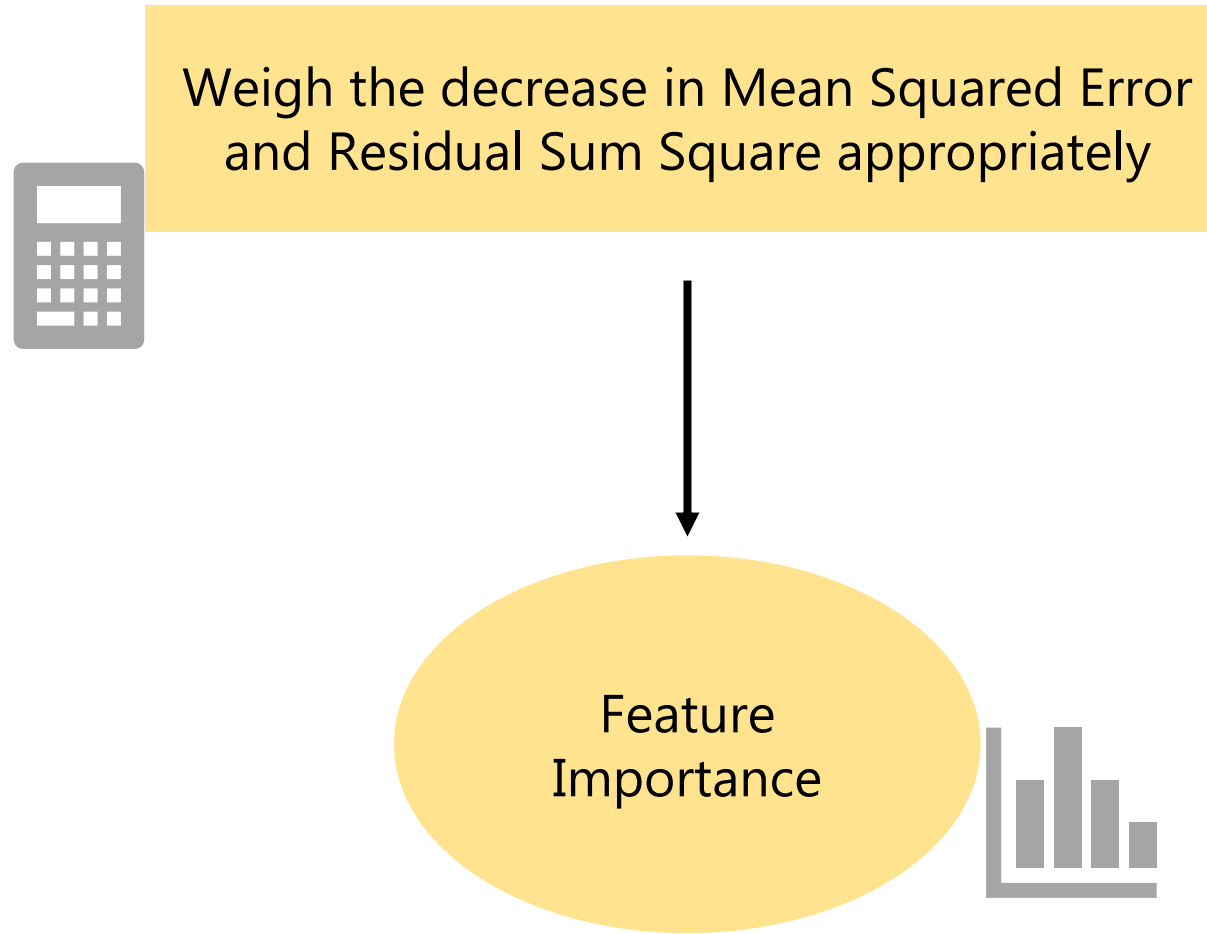 Weigh the decrease in Mean Squared Error
and Residual Sum Square appropriately
Feature
Importance